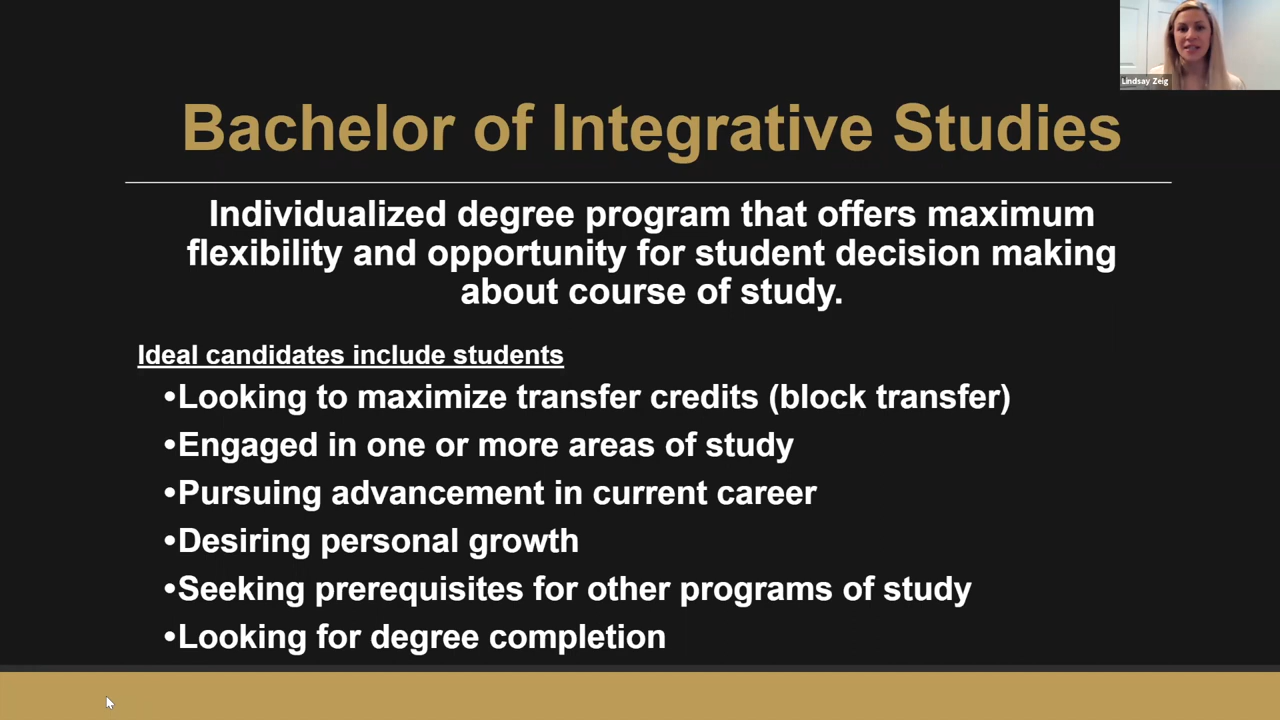 Lindsay Zeig
Bachelor of Integrative Studies
Individualized degree program that offers maximum
flexibility and opportunity for student decision making
about course of study.
Ideal candidates include students
•Looking to maximize transfer credits (block transfer)
•Engaged in one or more areas of study
•Pursuing advancement in current career
•Desiring personal growth
•Seeking prerequisites for other programs of study
•Looking for degree completion